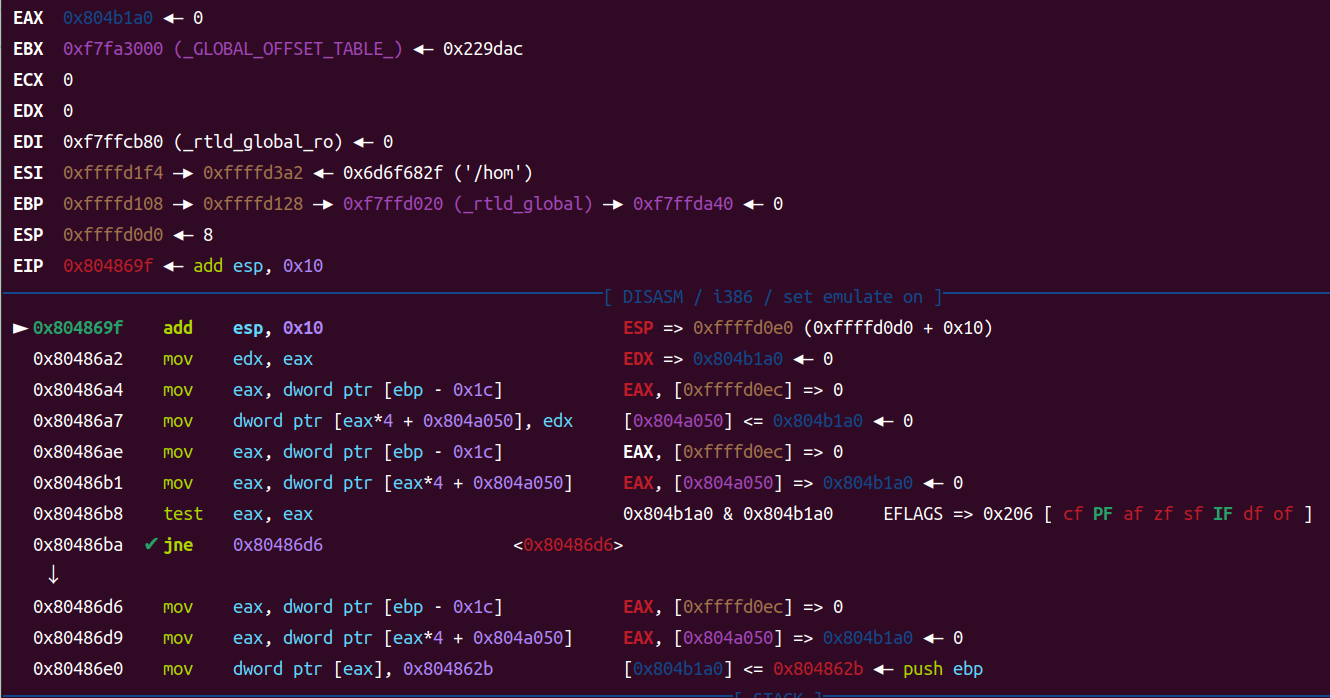 EAX 0x804b1a0 ◂— 0
EBX 0xf7fa3000 (_GLOBAL_OFFSET_TABLE_) ◂— 0x229dac
ECX 0
EDX 0
EDI 0xf7ffcb80 (_rtld_global_ro) ◂— 0
ESI 0xffffd1f4 —▸ 0xffffd3a2 ◂— 0x6d6f682f ('/hom')
EBP 0xffffd108 —▸ 0xffffd128 —▸ 0xf7ffd020 (_rtld_global) —▸ 0xf7ffda40 ◂— 0
ESP 0xffffd0d0 ◂— 8
EIP 0x804869f ◂— add esp, 0x10
[ DISASM / i386 / set emulate on ]
► 0x804869f add esp, 0x10 ESP => 0xffffd0e0 (0xffffd0d0 + 0x10)
0x80486a2 mov edx, eax EDX => 0x804b1a0 ◂— 0
0x80486a4 mov eax, dword ptr [ebp - 0x1c] EAX, [0xffffd0ec] => 0
0x80486a7 mov dword ptr [eax*4 + 0x804a050], edx [0x804a050] <= 0x804b1a0 ◂— 0
0x80486ae mov eax, dword ptr [ebp - 0x1c] EAX, [0xffffd0ec] => 0
0x80486b1 mov eax, dword ptr [eax*4 + 0x804a050] EAX, [0x804a050] => 0x804b1a0 ◂— 0
0x80486b8 test eax, eax 0x804b1a0 & 0x804b1a0 EFLAGS => 0x206 [ cf PF af zf sf IF df of ]
0x80486ba ✔ jne 0x80486d6 <0x80486d6>
↓
0x80486d6 mov eax, dword ptr [ebp - 0x1c] EAX, [0xffffd0ec] => 0
0x80486d9 mov eax, dword ptr [eax*4 + 0x804a050] EAX, [0x804a050] => 0x804b1a0 ◂— 0
0x80486e0 mov dword ptr [eax], 0x804862b [0x804b1a0] <= 0x804862b ◂— push ebp
[ STACK ]